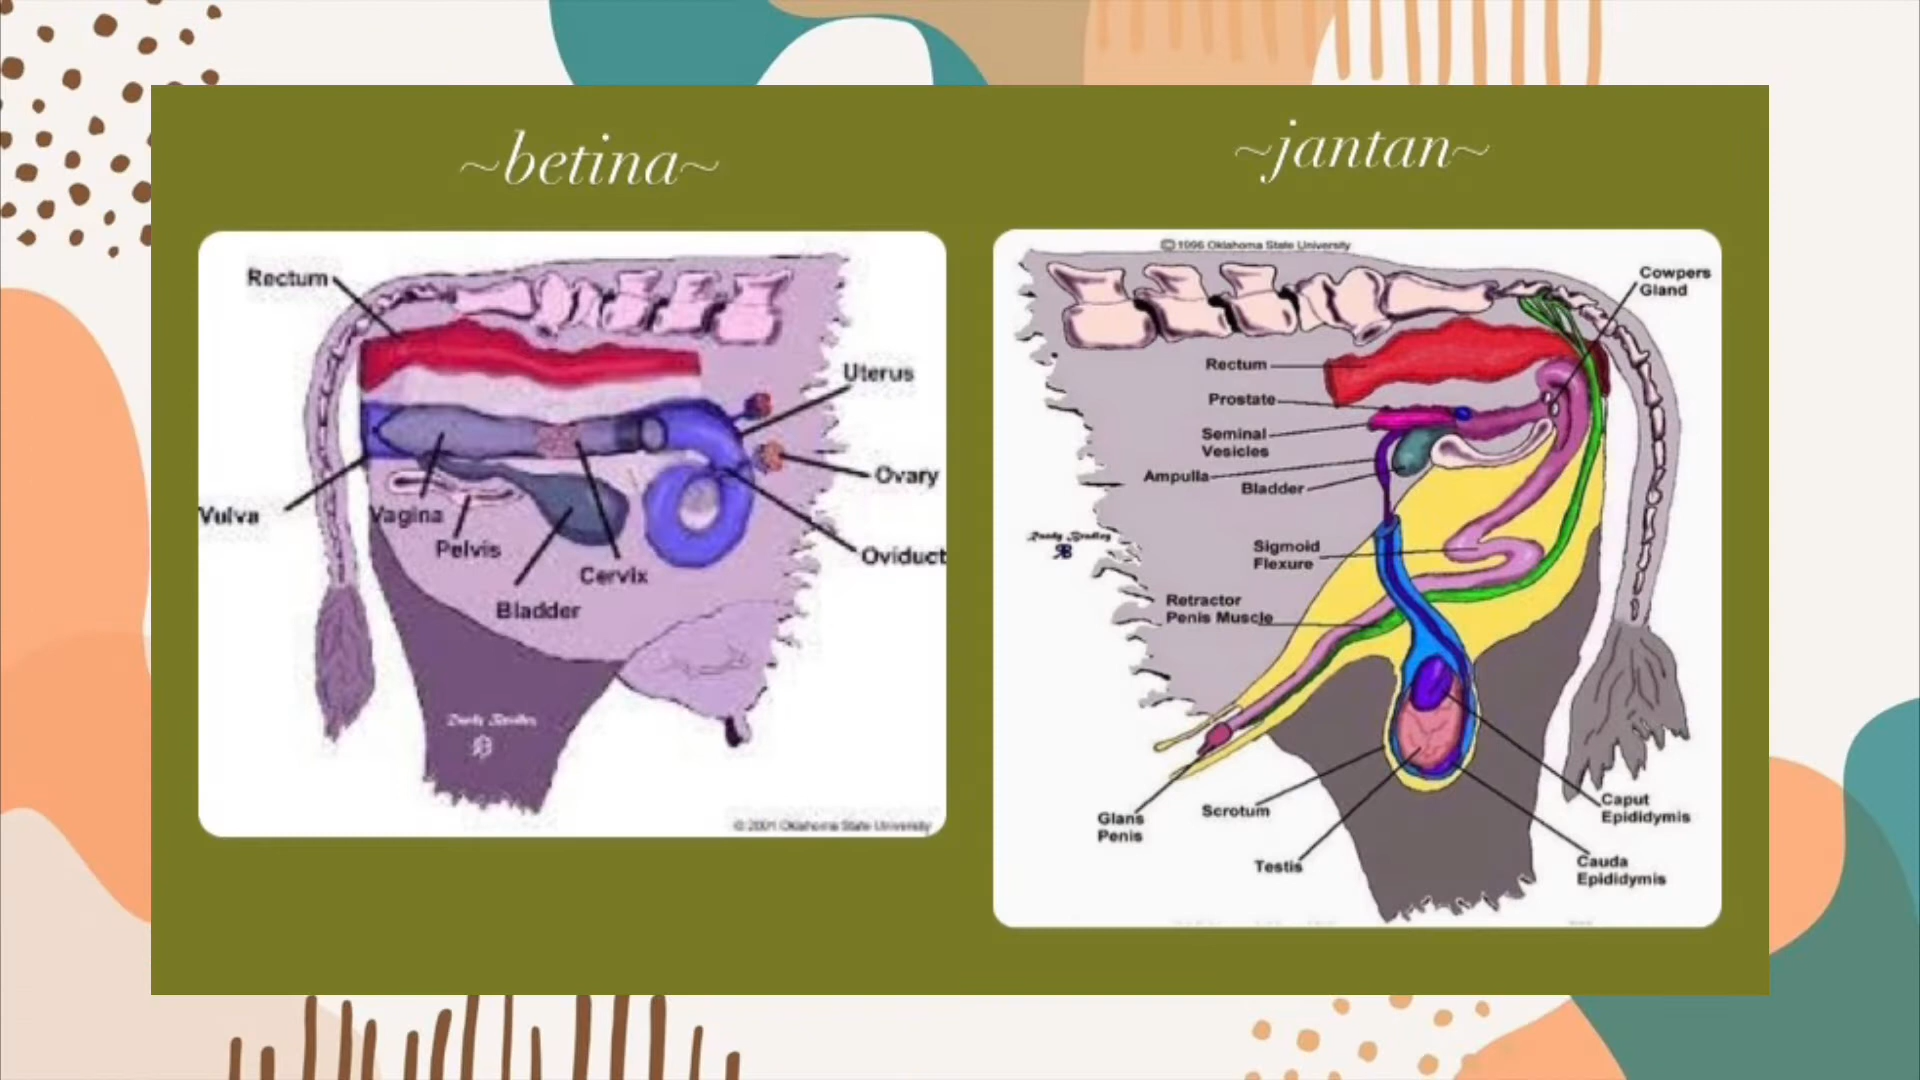 ~betina~
Rectum
Uterus
Ovary
Vulva
Vagina
Pelvis
Oviduct
Cervix
Bladder
© 2001 Oklahoma State University
~jantan~
© 1996 Oklahoma State University
Cowpers
Gland
Rectum
Prostate
Seminal
Vesicles
Ampulla
Bladder
Sigmoid
Flexure
Retractor
Penis Muscle
Caput
Epididymis
Scrotum
Glans
Penis
Testis
Cauda
Epididymis